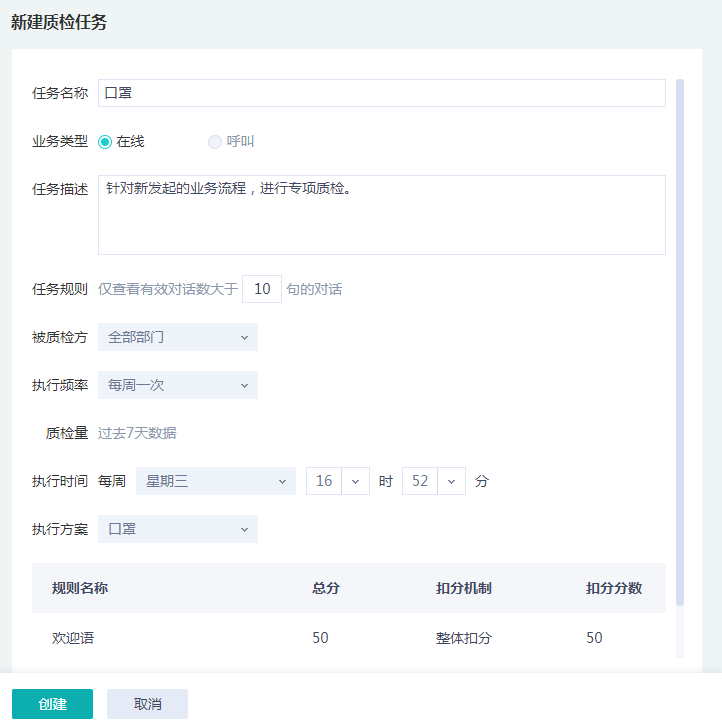 新建质检任务
任务名称 口罩
业务类型 在线 呼叫
任务描述 针对新发起的业务流程，进行专项质检。
任务规则 仅查看有效对话数大于 10 句的对话
被质检方 全部部门
执行频率 每周一次
质检量 过去7天数据
执行时间 每周 星期三 16 时 52 分
执行方案 口罩
规则名称 总分 扣分机制 扣分分数
欢迎语 50 整体扣分 50
创建 取消